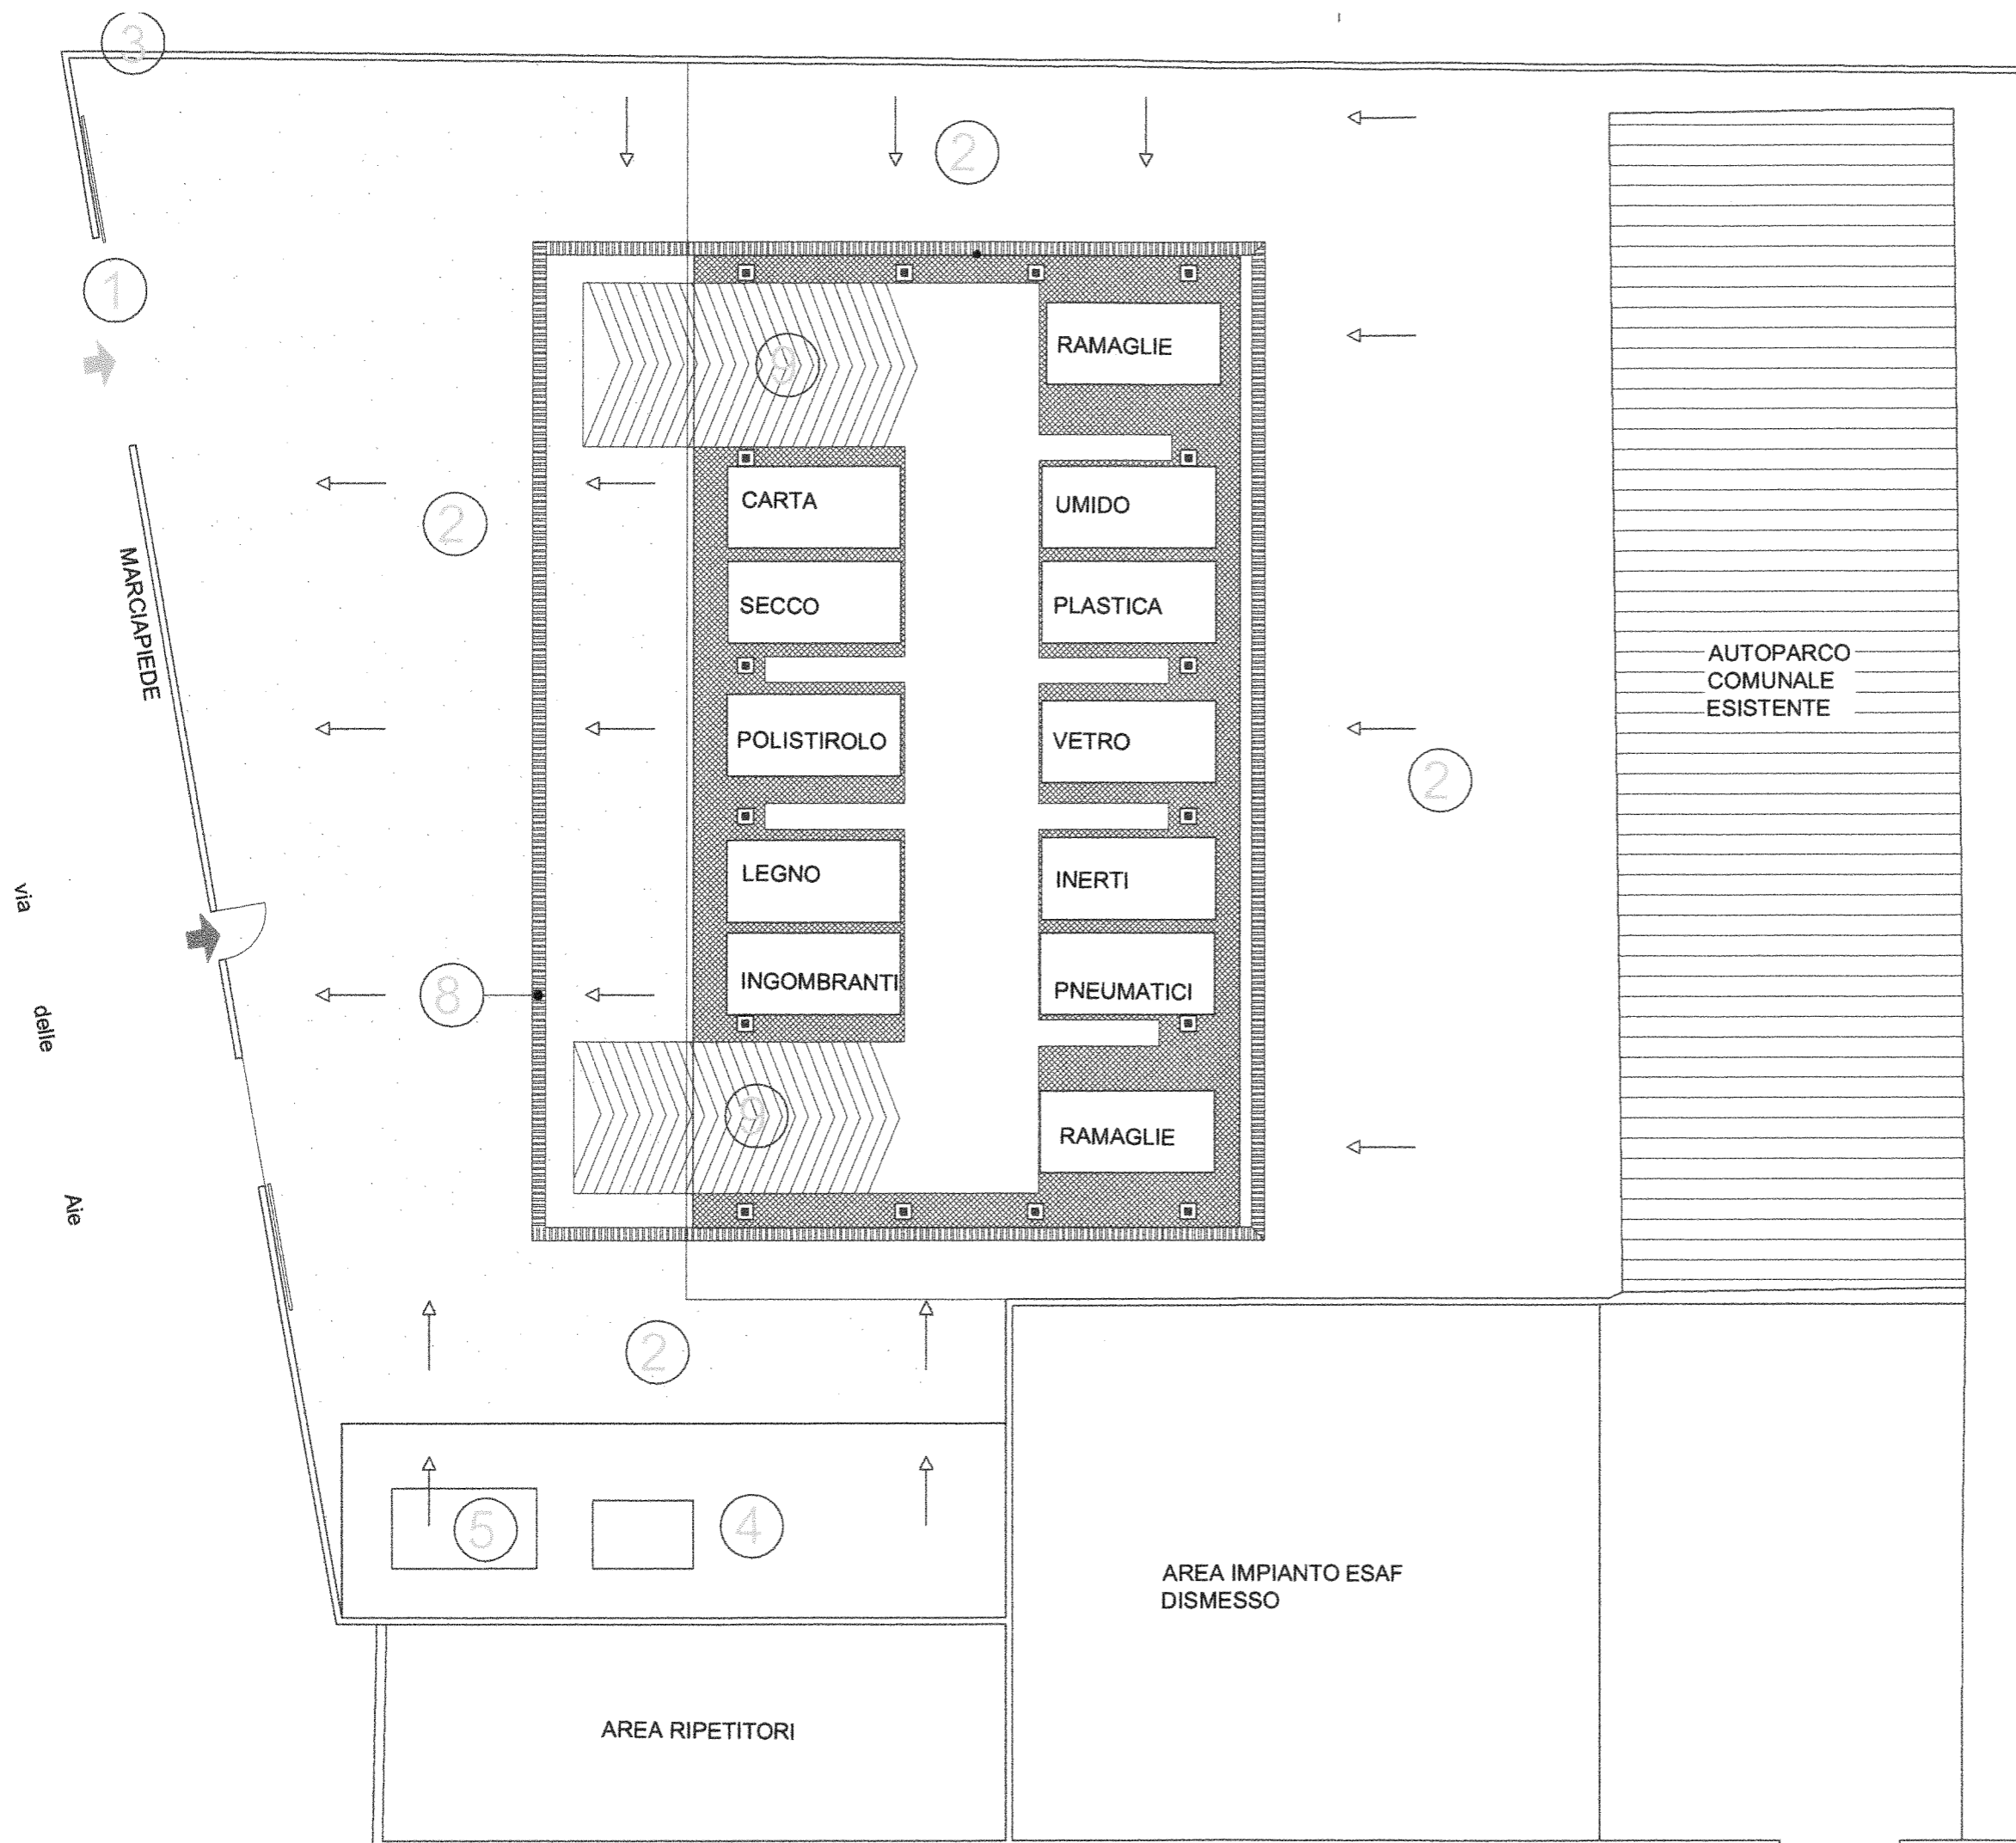 3
2
1
9
RAMAGLIE
CARTA
UMIDO
2
SECCO
PLASTICA
MARCIAPIEDE
AUTOPARCO
COMUNALE
ESISTENTE
POLISTIROLO
VETRO
2
LEGNO
INERTI
via
INGOMBRANTI
PNEUMATICI
8
delle
9
RAMAGLIE
Aie
2
5
4
AREA IMPIANTO ESAF
DISMESSO
AREA RIPETITORI